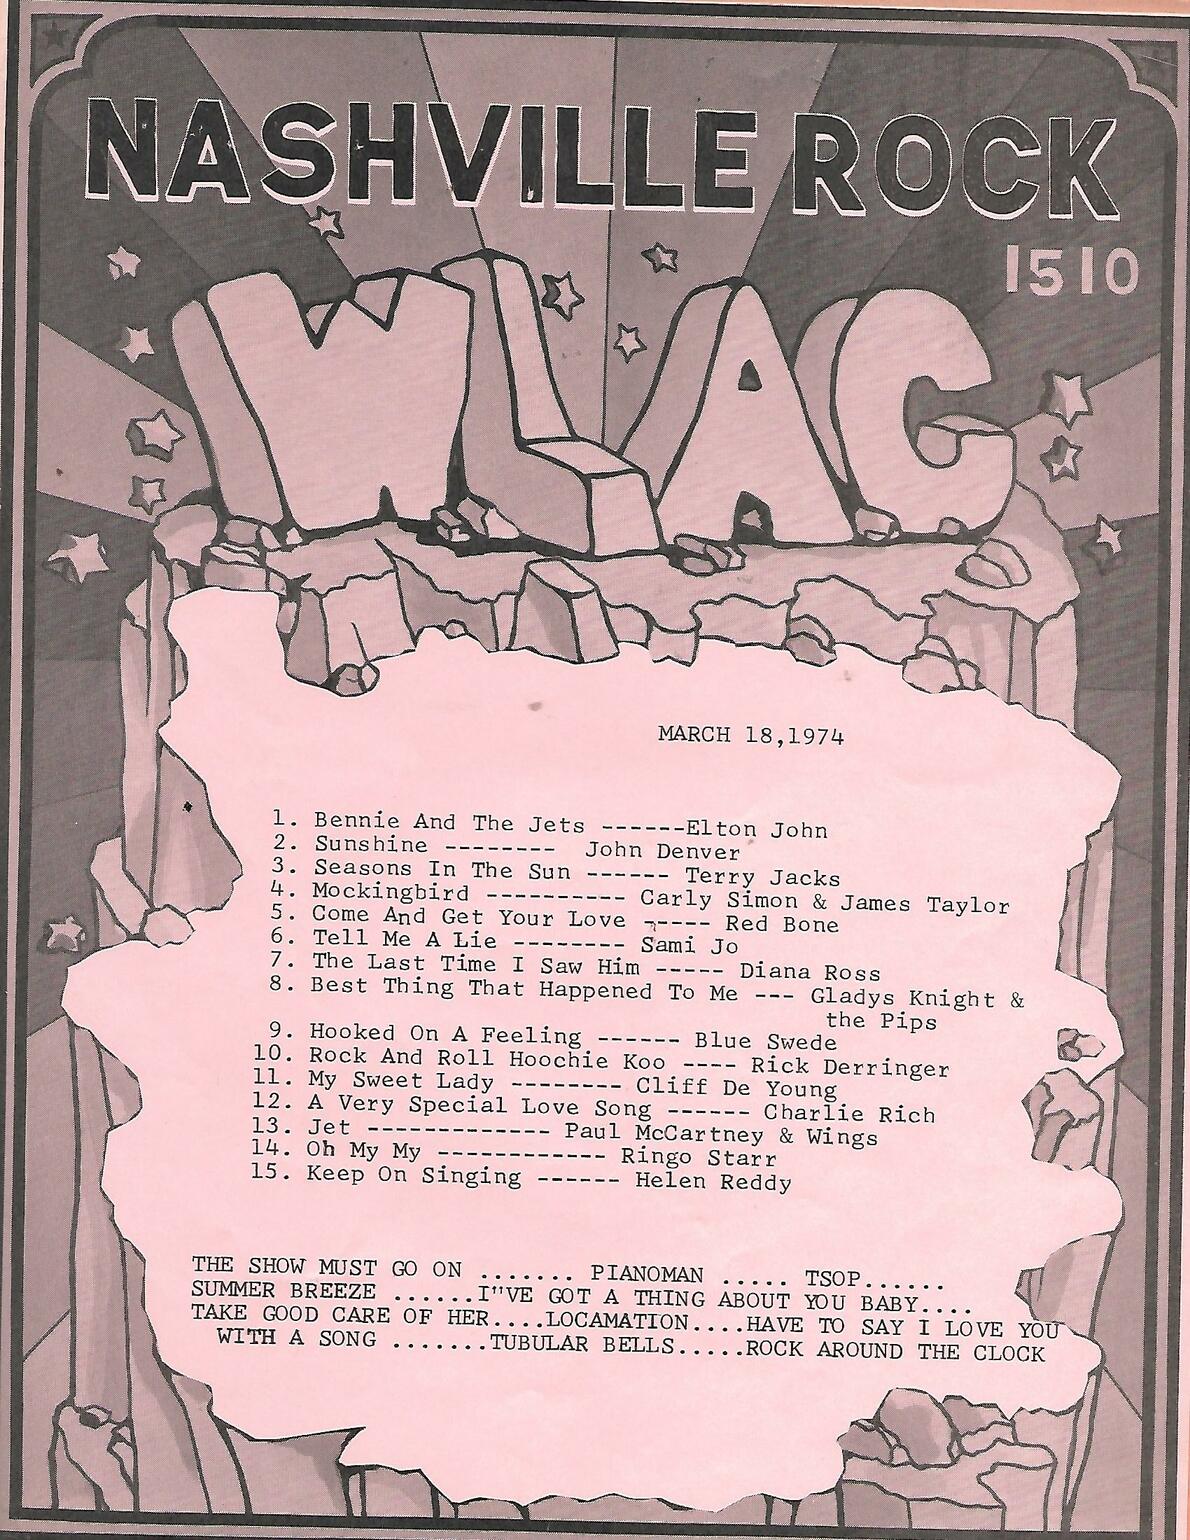 NASHVILLE ROCK
1510
WLAC
MARCH 18,1974
1. Bennie And The Jets ------Elton John
2. Sunshine -------- John Denver
3. Seasons In The Sun ------ Terry Jacks
4. Mockingbird ---------- Carly Simon & James Taylor
5. Come And Get Your Love ----- Red Bone
6. Tell Me A Lie -------- Sami Jo
7. The Last Time I Saw Him ----- Diana Ross
8. Best Thing That Happened To Me --- Gladys Knight &
the Pips
9. Hooked On A Feeling ------ Blue Swede
10. Rock And Roll Hoochie Koo ---- Rick Derringer
11. My Sweet Lady -------- Cliff De Young
12. A Very Special Love Song ------ Charlie Rich
13. Jet ------------- Paul McCartney & Wings
14. Oh My My ------------ Ringo Starr
15. Keep On Singing ------ Helen Reddy
THE SHOW MUST GO ON ....... PIANOMAN ..... TSOP......
SUMMER BREEZE ......I"VE GOT A THING ABOUT YOU BABY....
TAKE GOOD CARE OF HER....LOCAMATION....HAVE TO SAY I LOVE YOU
WITH A SONG .......TUBULAR BELLS.....ROCK AROUND THE CLOCK